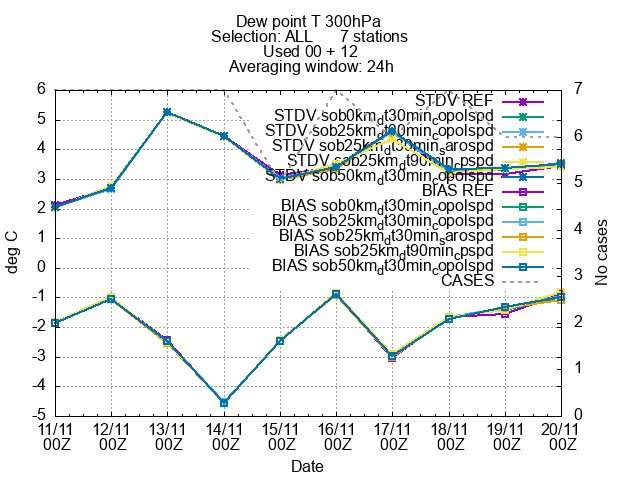 Dew point T 300hPa
Selection: ALL 7 stations
Used 00 + 12
Averaging window: 24h
6 7
STDV REF
STDV sob0km_dt30min_copolspd
5 STDV sob25km_dt30min_copolspd 6
STDV sob25km_dt30min_sarospd
4 STDV sob25km_dt90min_cpspd
3 STDV sob50km_dt30min_copolspd 5
BIAS REF
2 BIAS sob0km_dt30min_copolspd
BIAS sob25km_dt30min_copolspd 4
1 BIAS sob25km_dt30min_sarospd
BIAS sob25km_dt90min_cpspd
0 BIAS sob50km_dt30min_copolspd
CASES 3
-1
-2 2
-3
-4 1
-5 0
deg C
No cases
11/11 12/11 13/11 14/11 15/11 16/11 17/11 18/11 19/11 20/11
00Z 00Z 00Z 00Z 00Z 00Z 00Z 00Z 00Z 00Z
Date